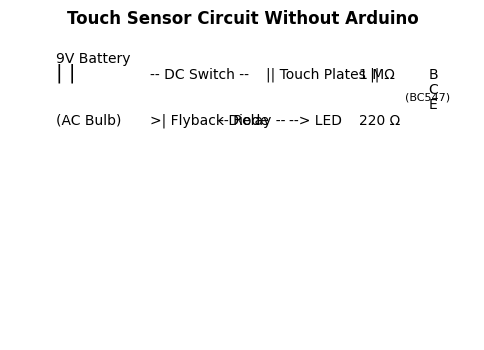 Touch Sensor Circuit Without Arduino
9V Battery
| | -- DC Switch -- || Touch Plates || 1 MΩ B
C
(BC547)
E
(AC Bulb) >| Flyback Diode -- Relay -- --> LED 220 Ω